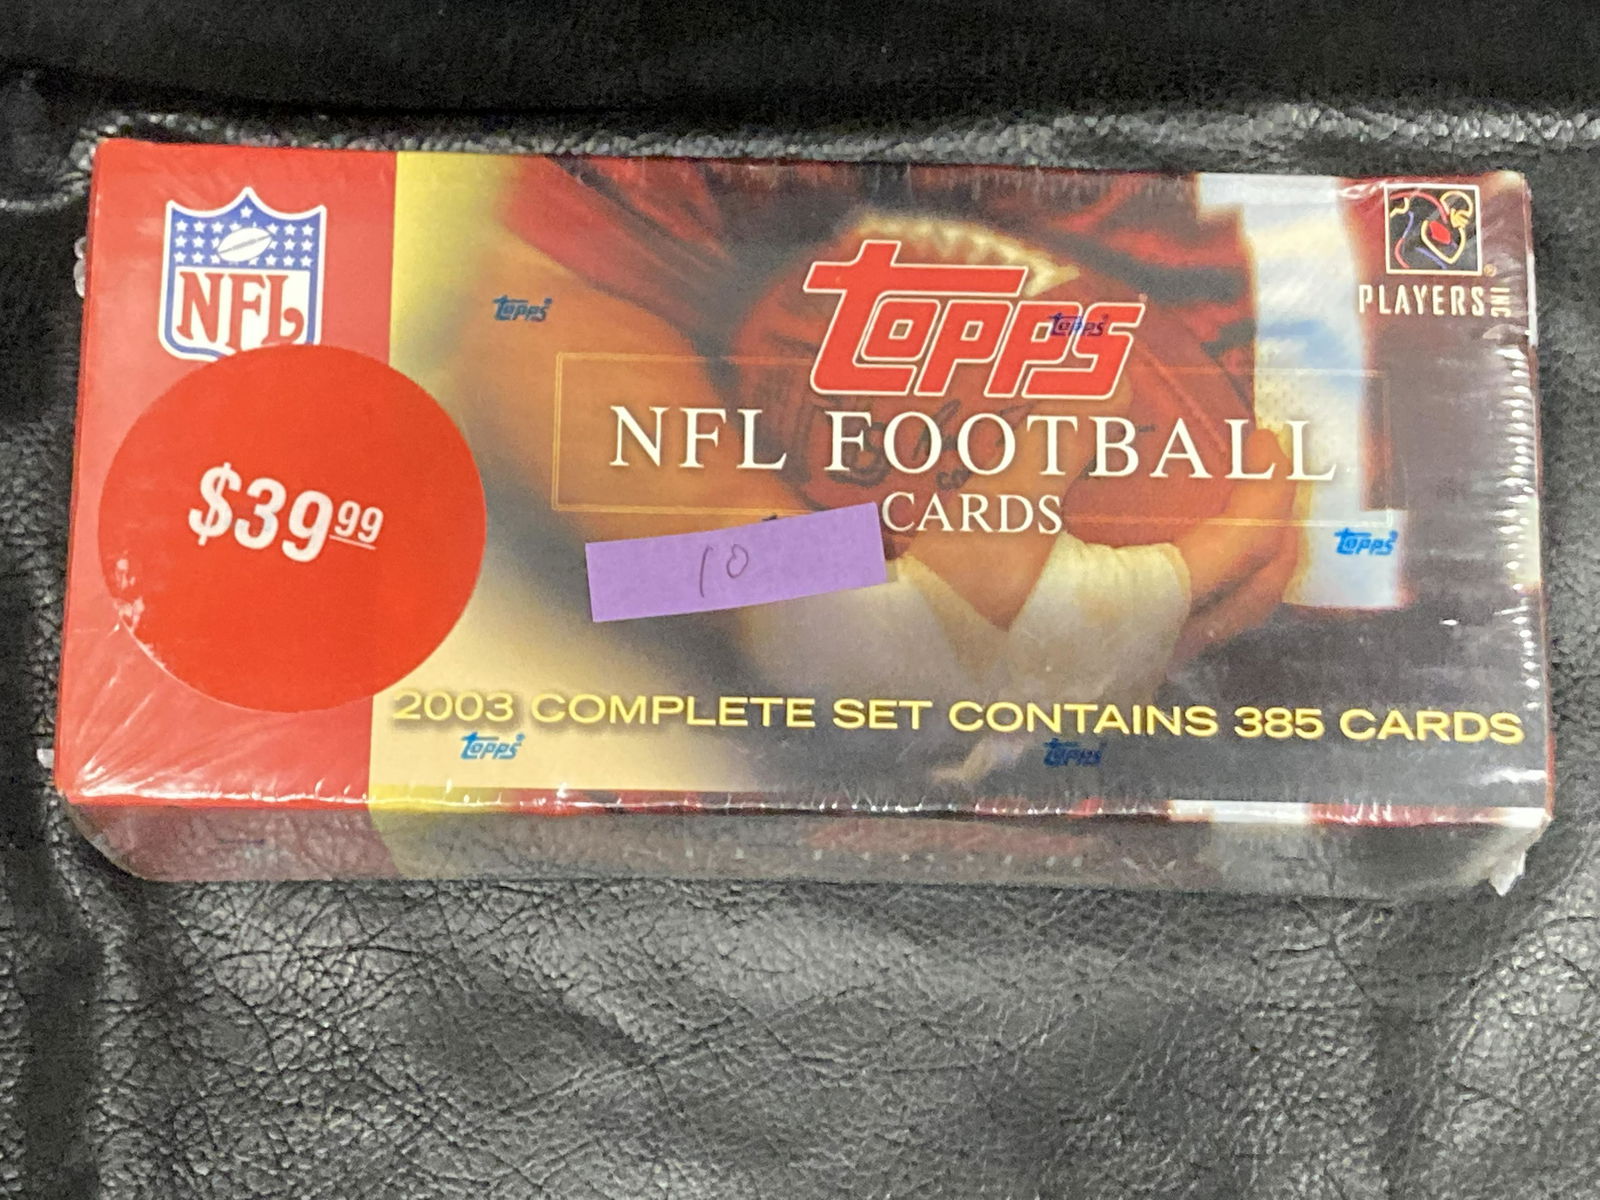 NFL
PLAYERS INC
Topps
Topps
Topps
NFL FOOTBALL
CARDS
$39.99
Topps
10
2003 COMPLETE SET CONTAINS 385 CARDS
Topps
Topps